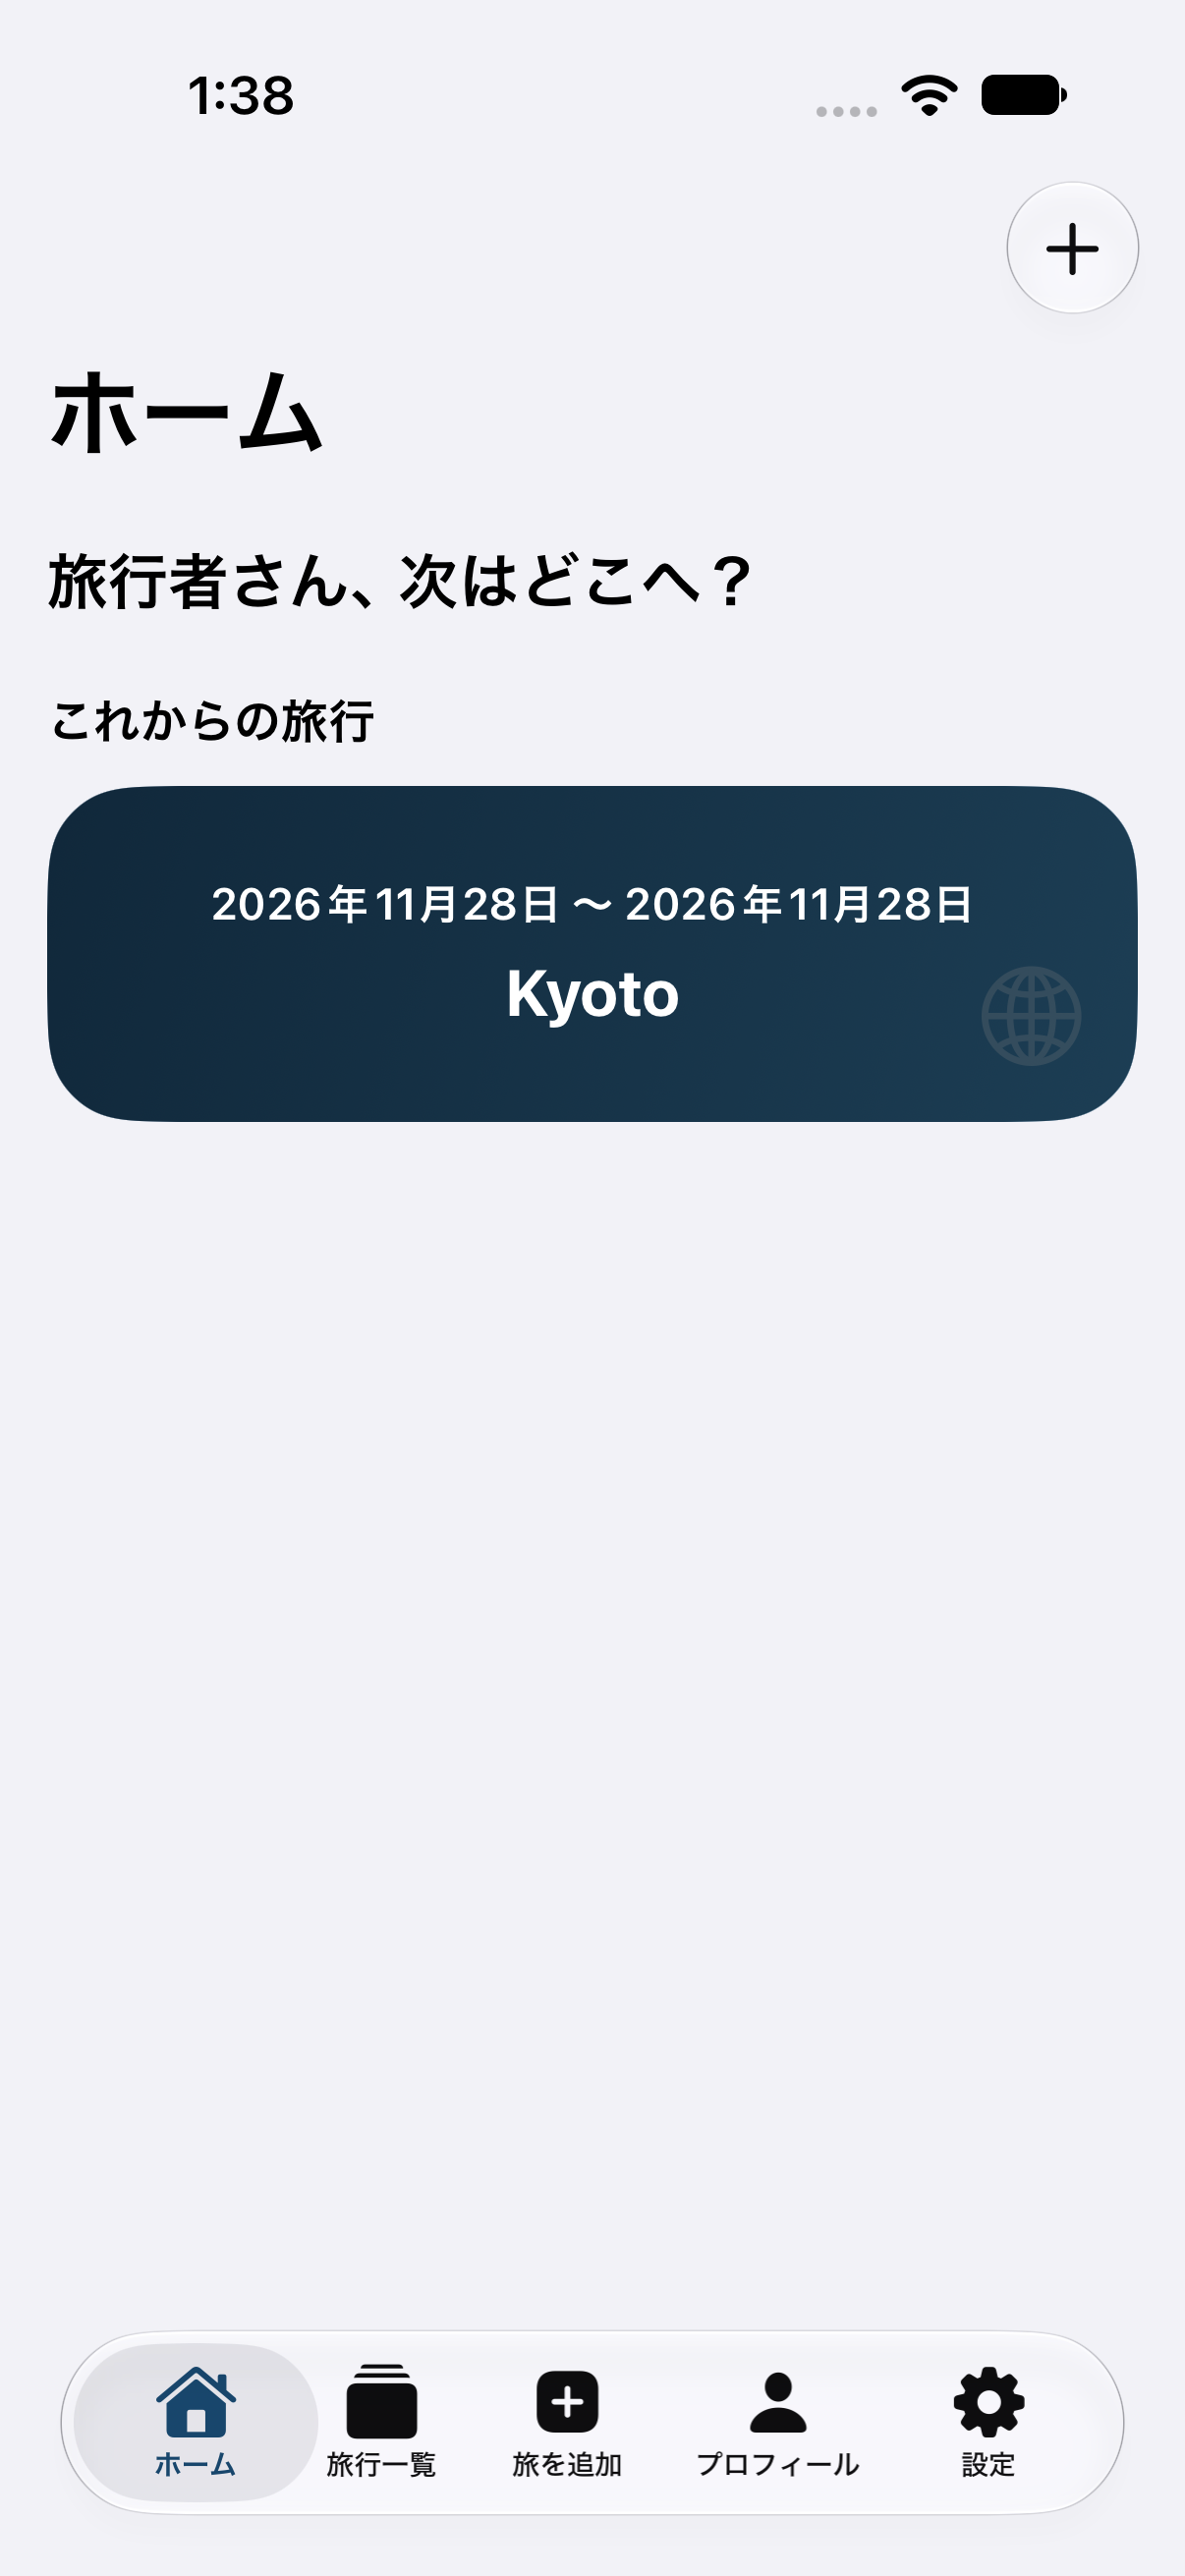 1:38
ホーム
旅行者さん、次はどこへ？
これからの旅行
2026年11月28日 〜 2026年11月28日
Kyoto
ホーム
旅行一覧
旅を追加
プロフィール
設定